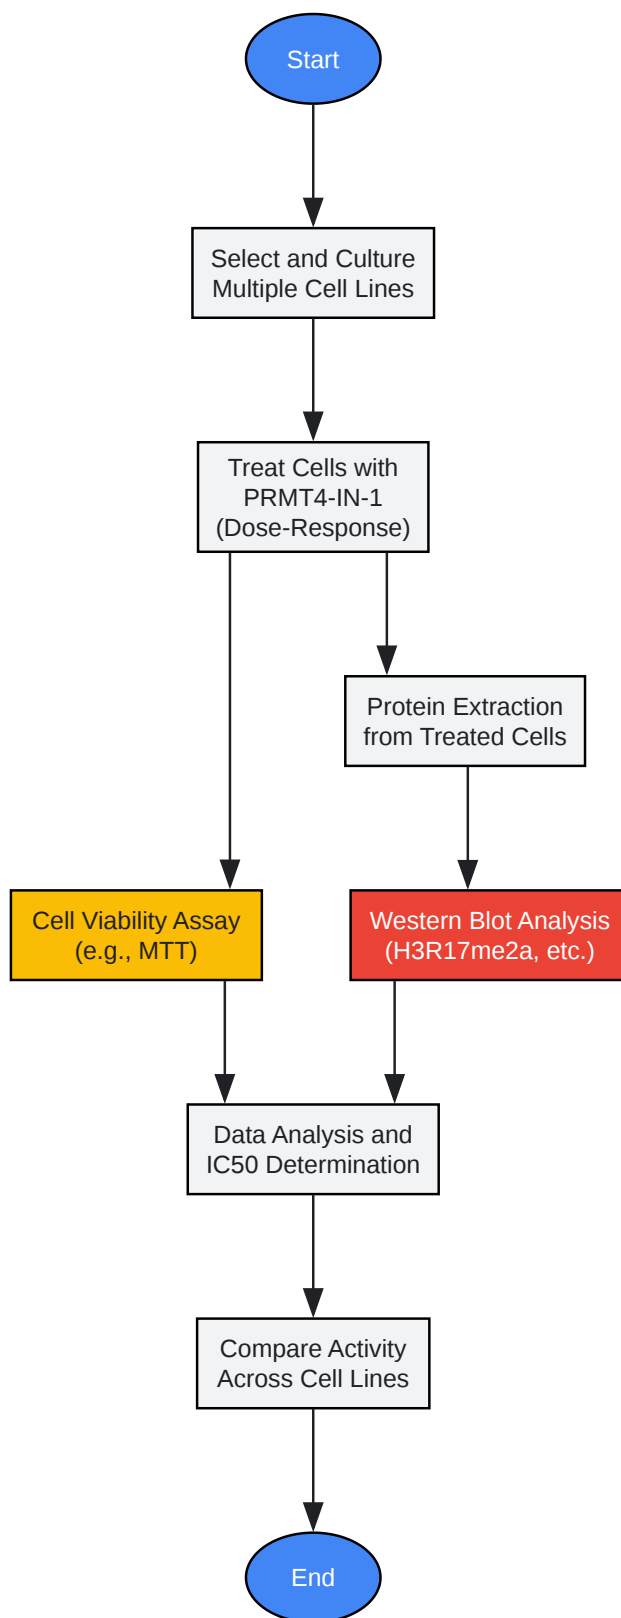 Start
Select and Culture
Multiple Cell Lines
Treat Cells with
PRMT4-IN-1
(Dose-Response)
Protein Extraction
from Treated Cells
Cell Viability Assay
(e.g., MTT)
Western Blot Analysis
(H3R17me2a, etc.)
Data Analysis and
IC50 Determination
Compare Activity
Across Cell Lines
End